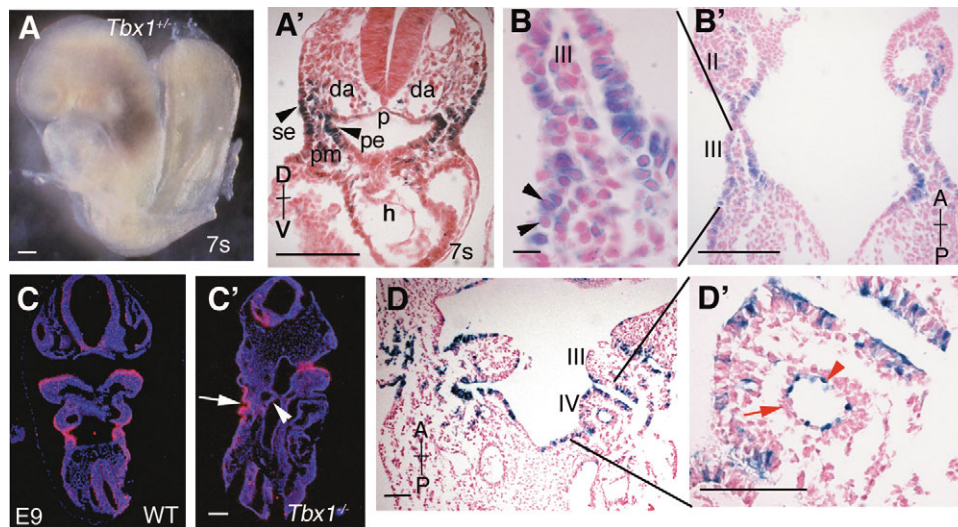 A
Tbx1+/-
7s
A'
da
da
p
se
pe
pm
D
V
h
7s
B
III
B'
II
III
A
P
C
E9
WT
C'
Tbx1-/-
D
III
IV
A
P
D'